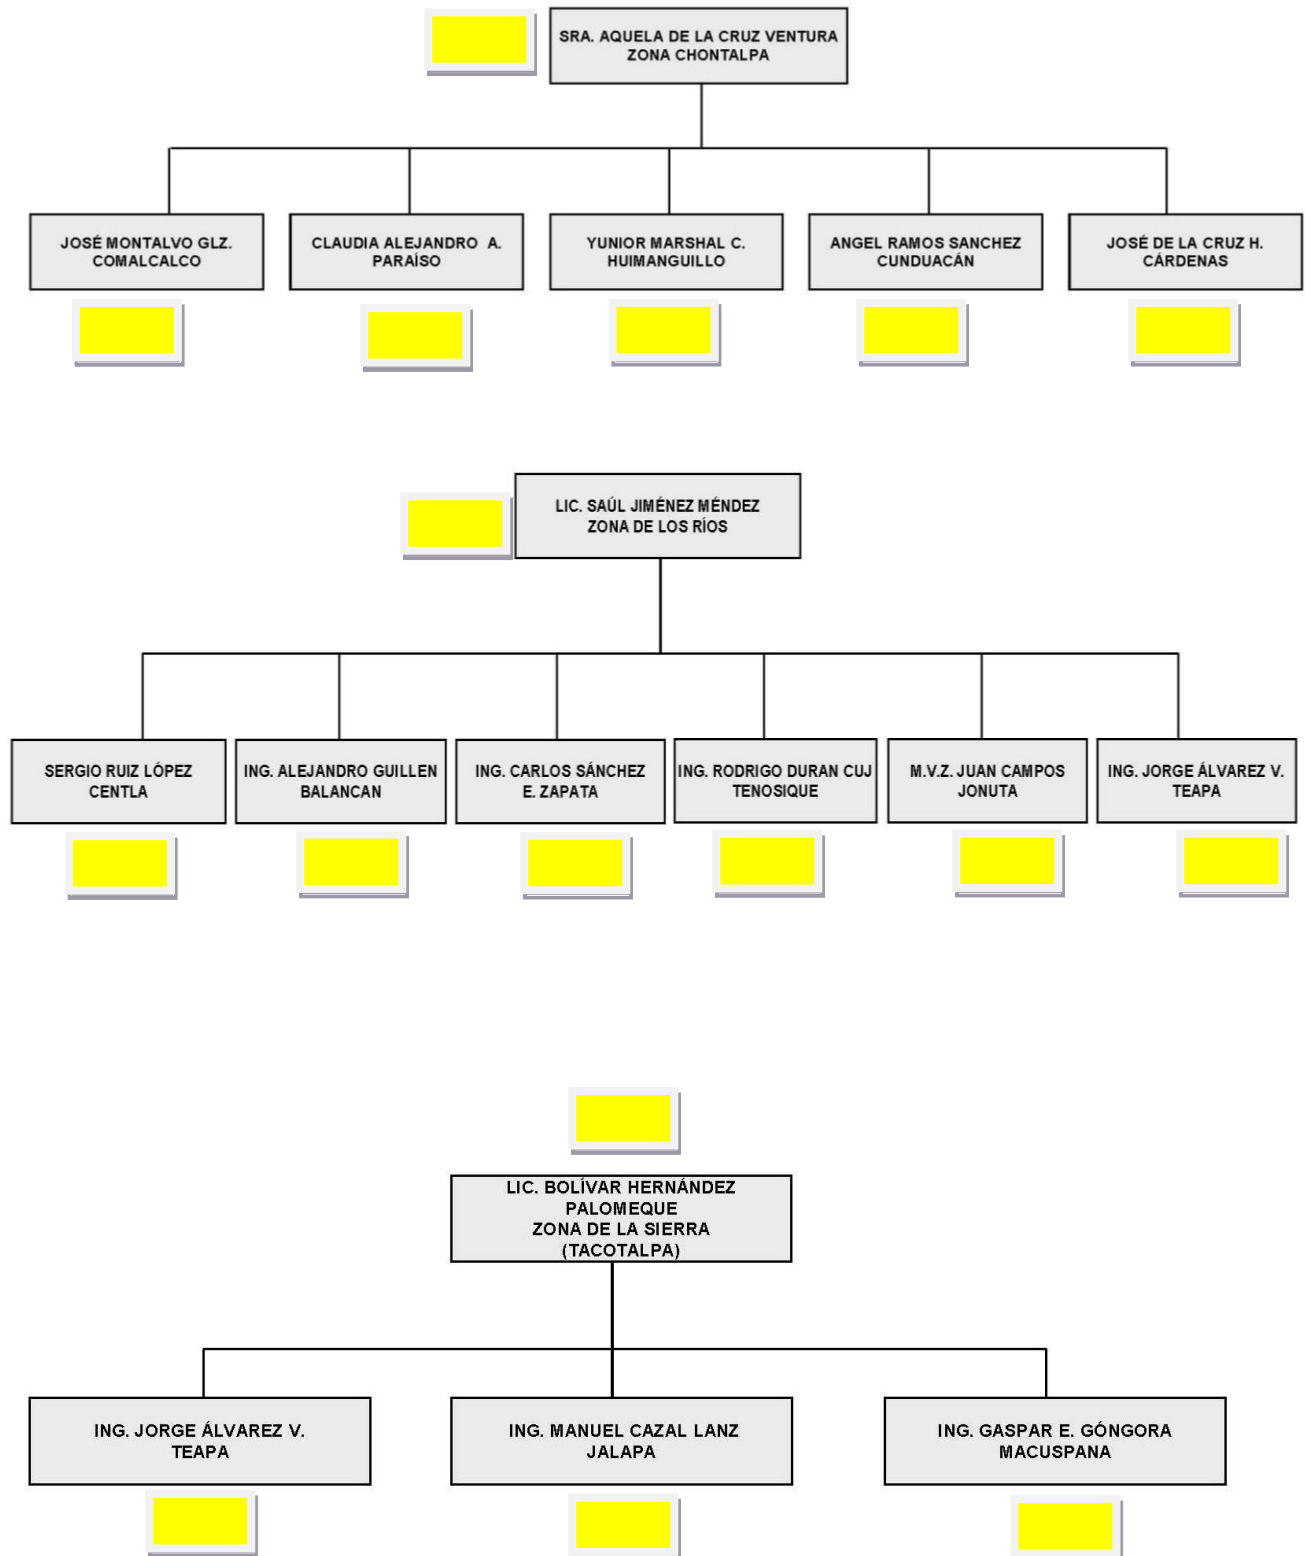 SRA. AQUELA DE LA CRUZ VENTURA
ZONA CHONTALPA
JOSÉ MONTALVO GLZ.
COMALCALCO
CLAUDIA ALEJANDRO A.
PARAÍSO
YUNIOR MARSHAL C.
HUIMANGUILLO
ANGEL RAMOS SANCHEZ
CUNDUACÁN
JOSÉ DE LA CRUZ H.
CÁRDENAS
LIC. SAÚL JIMÉNEZ MÉNDEZ
ZONA DE LOS RÍOS
SERGIO RUIZ LÓPEZ
CENTLA
ING. ALEJANDRO GUILLEN
BALANCAN
ING. CARLOS SÁNCHEZ
E. ZAPATA
ING. RODRIGO DURAN CUJ
TENOSIQUE
M.V.Z. JUAN CAMPOS
JONUTA
ING. JORGE ÁLVAREZ V.
TEAPA
LIC. BOLÍVAR HERNÁNDEZ
PALOMEQUE
ZONA DE LA SIERRA
(TACOTALPA)
ING. JORGE ÁLVAREZ V.
TEAPA
ING. MANUEL CAZAL LANZ
JALAPA
ING. GASPAR E. GÓNGORA
MACUSPANA